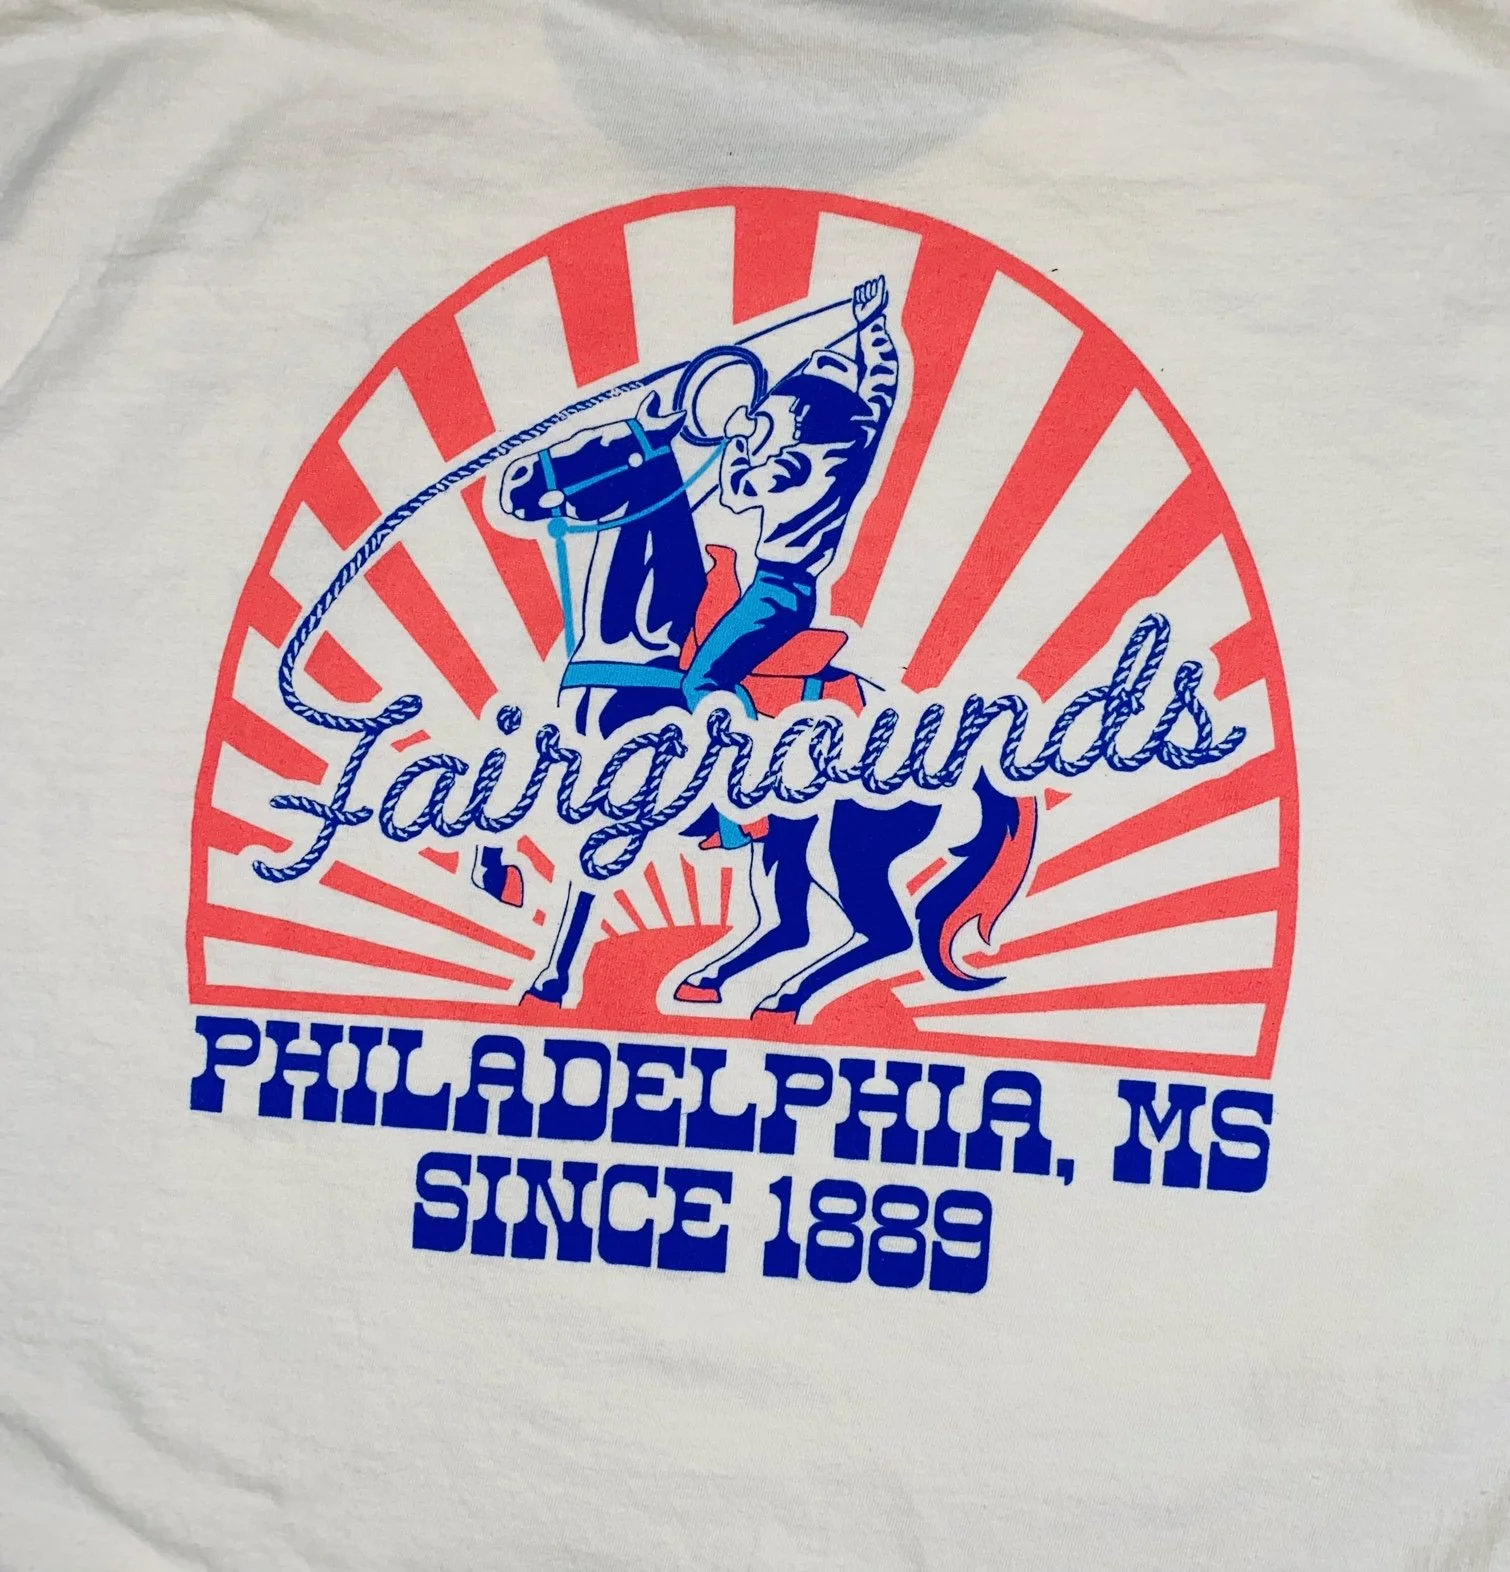 Fairgrounds
PHILADELPHIA, MS
SINCE 1889